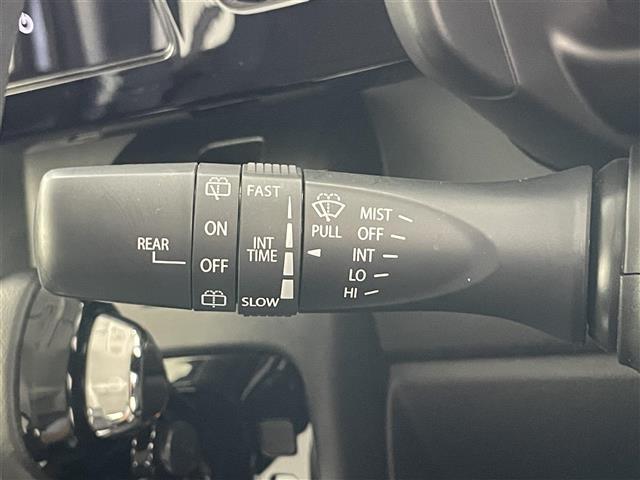 REAR
ON
OFF
FAST
INT
TIME
SLOW
PULL
MIST
OFF
INT
LO
HI